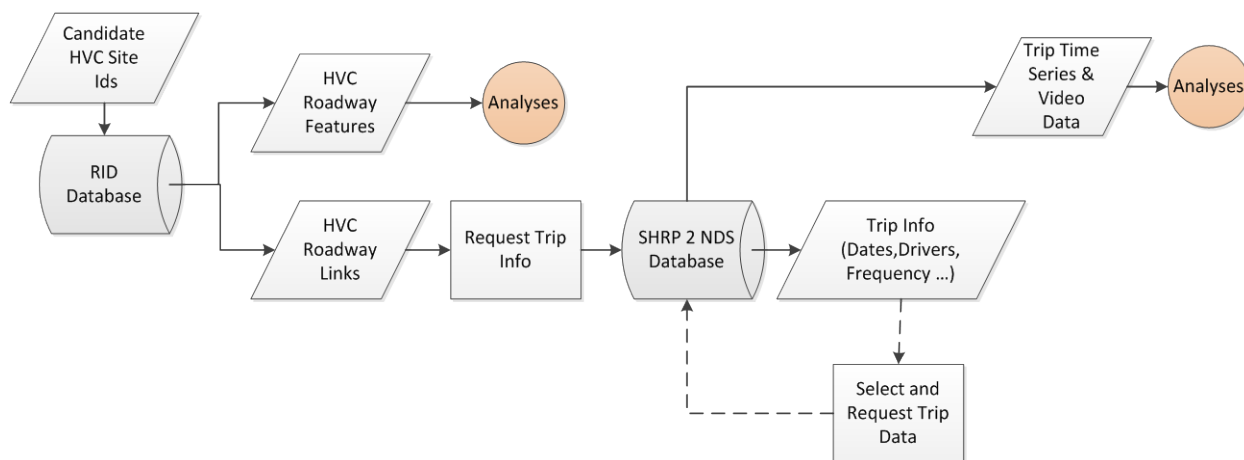 Candidate
HVC Site
Ids
RID
Database
HVC
Roadway
Features
Analyses
HVC
Roadway
Links
Request Trip
Info
SHRP 2 NDS
Database
Trip Info
(Dates,Drivers,
Frequency ...)
Select and
Request Trip
Data
Trip Time
Series &
Video
Data
Analyses